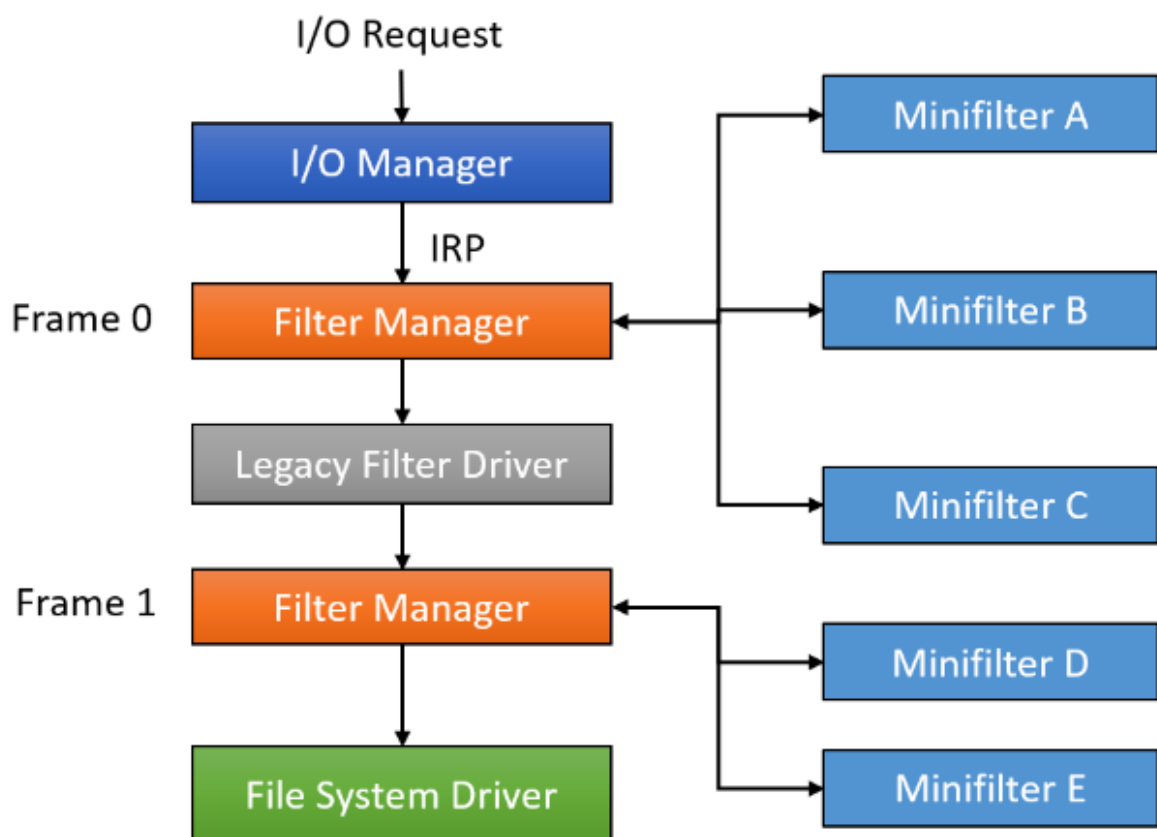 I/O Request
I/O Manager
IRP
Frame 0
Filter Manager
Legacy Filter Driver
Frame 1
Filter Manager
File System Driver
Minifilter A
Minifilter B
Minifilter C
Minifilter D
Minifilter E